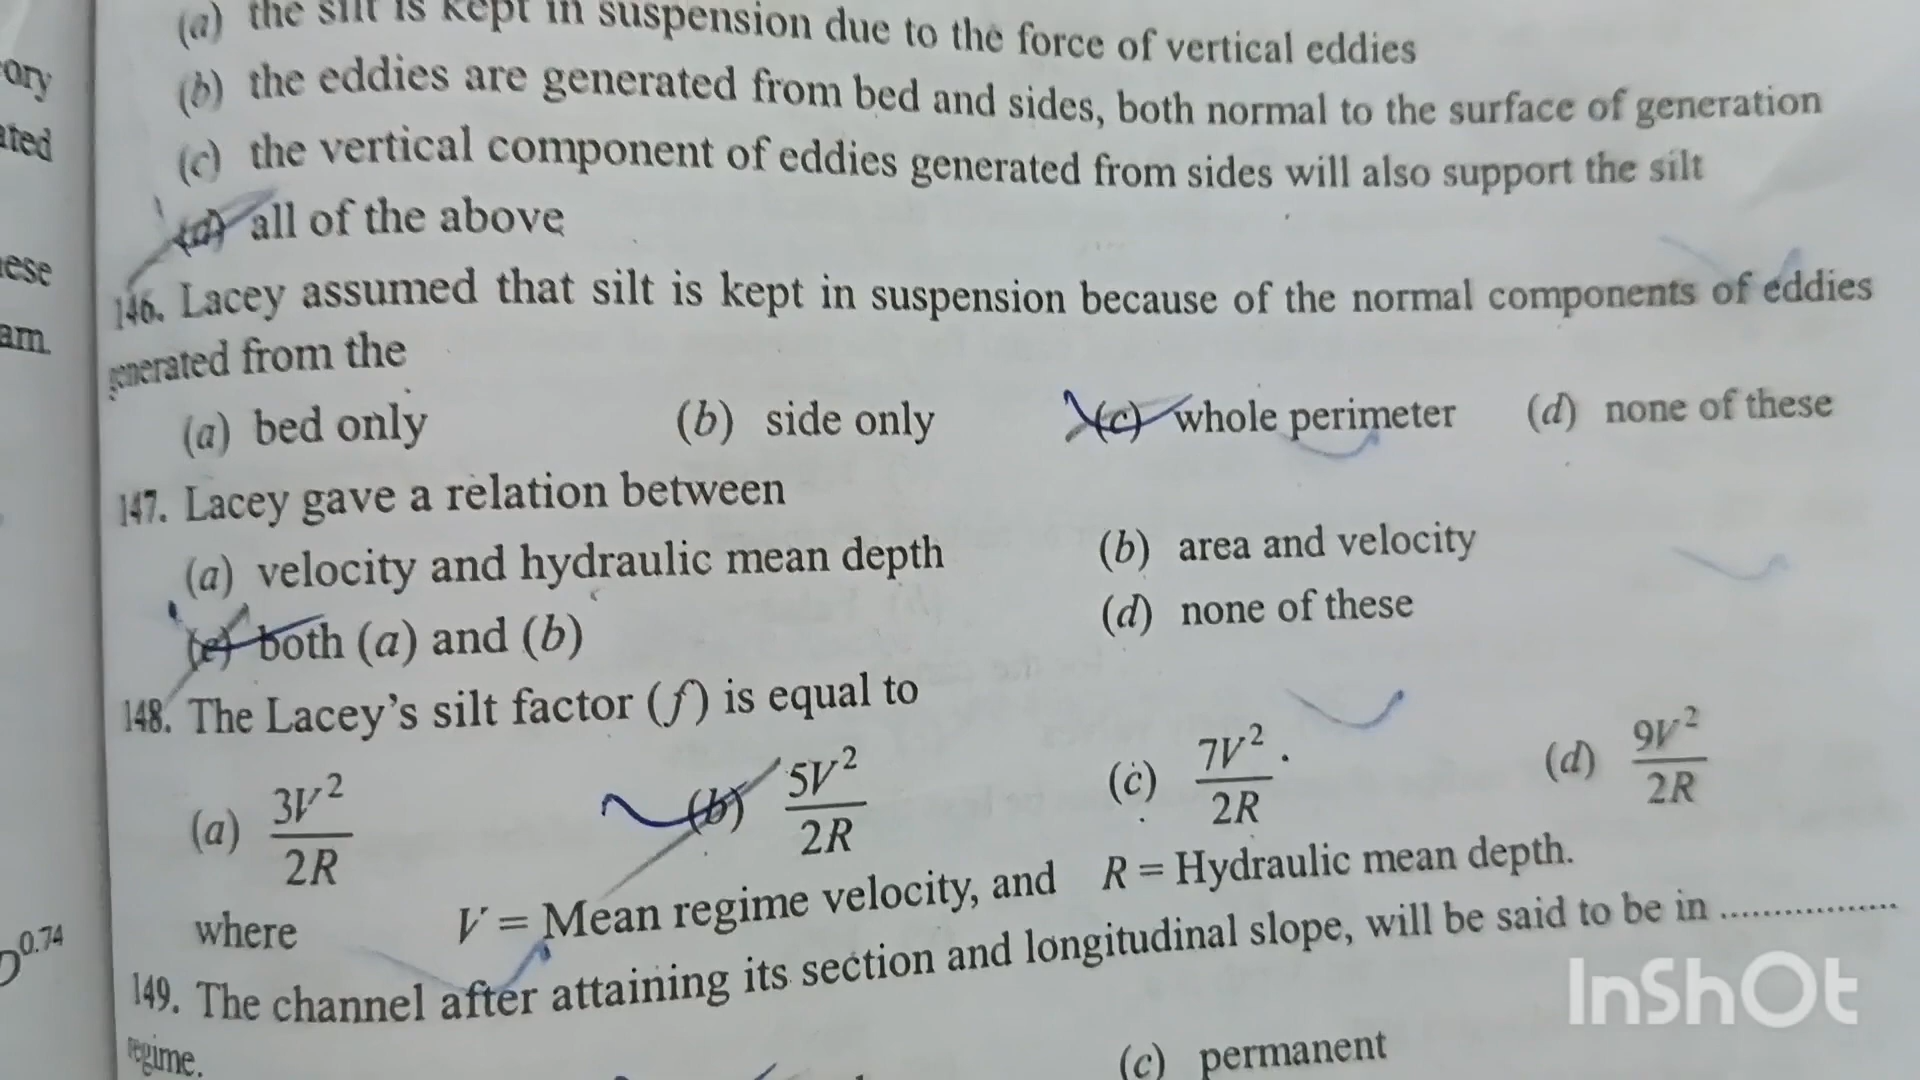 (a) the silt is kept in suspension due to the force of vertical eddies
(b) the eddies are generated from bed and sides, both normal to the surface of generation
(c) the vertical component of eddies generated from sides will also support the silt
(d) all of the above
146. Lacey assumed that silt is kept in suspension because of the normal components of eddies
generated from the
(a) bed only (b) side only (c) whole perimeter (d) none of these
147. Lacey gave a relation between
(a) velocity and hydraulic mean depth (b) area and velocity
(c) both (a) and (b) (d) none of these
148. The Lacey's silt factor (f) is equal to
(a) 3V²/2R (b) 5V²/2R (c) 7V²/2R (d) 9V²/2R
where V = Mean regime velocity, and R = Hydraulic mean depth.
149. The channel after attaining its section and longitudinal slope, will be said to be in .................
regime.
(c) permanent
ory
ated
ese
am.
D^0.74
InShOt